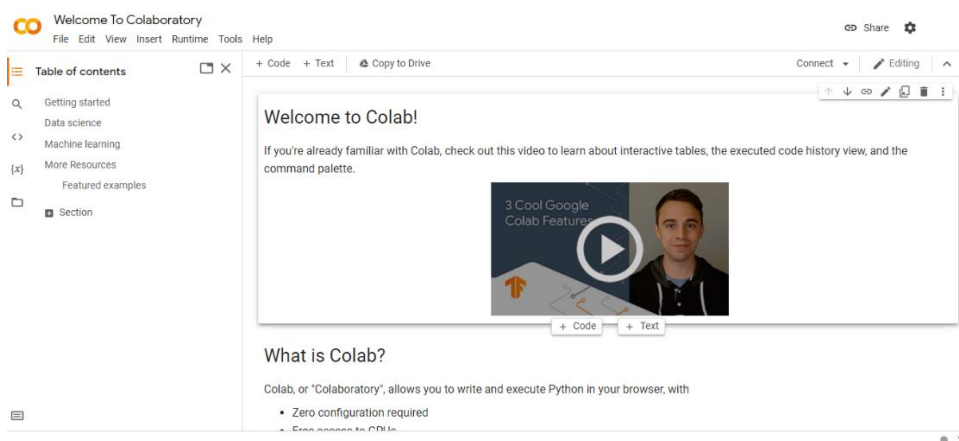 Welcome To Colaboratory
File Edit View Insert Runtime Tools Help
Share
Table of contents
Getting started
Data science
Machine learning
More Resources
Featured examples
Section
+ Code + Text Copy to Drive
Connect Editing
Welcome to Colab!
If you're already familiar with Colab, check out this video to learn about interactive tables, the executed code history view, and the
command palette.
3 Cool Google
Colab Features
+ Code + Text
What is Colab?
Colab, or "Colaboratory", allows you to write and execute Python in your browser, with
• Zero configuration required
• Free access to GPUs